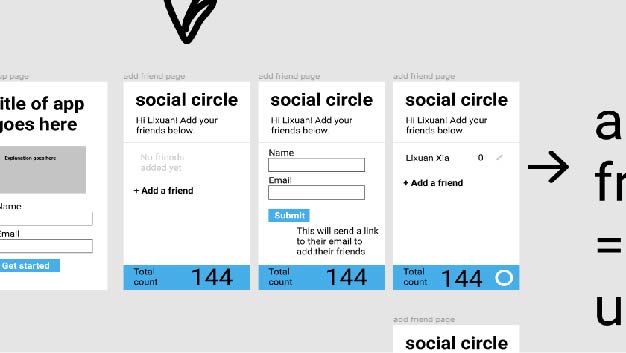 add friend page
add friend page
add friend page
page
title of app
goes here
Explanation goes here
Name
Email
Get started
social circle
Hi Lixuan! Add your
friends below.
No friends
added yet
+ Add a friend
Total
count
144
social circle
Hi Lixuan! Add your
friends below.
Name
Email
Submit
This will send a link
to their email to
add their friends
Total
count
144
social circle
Hi Lixuan! Add your
friends below.
Lixuan Xia 0
+ Add a friend
Total
count
144
=
add friend page
social circle